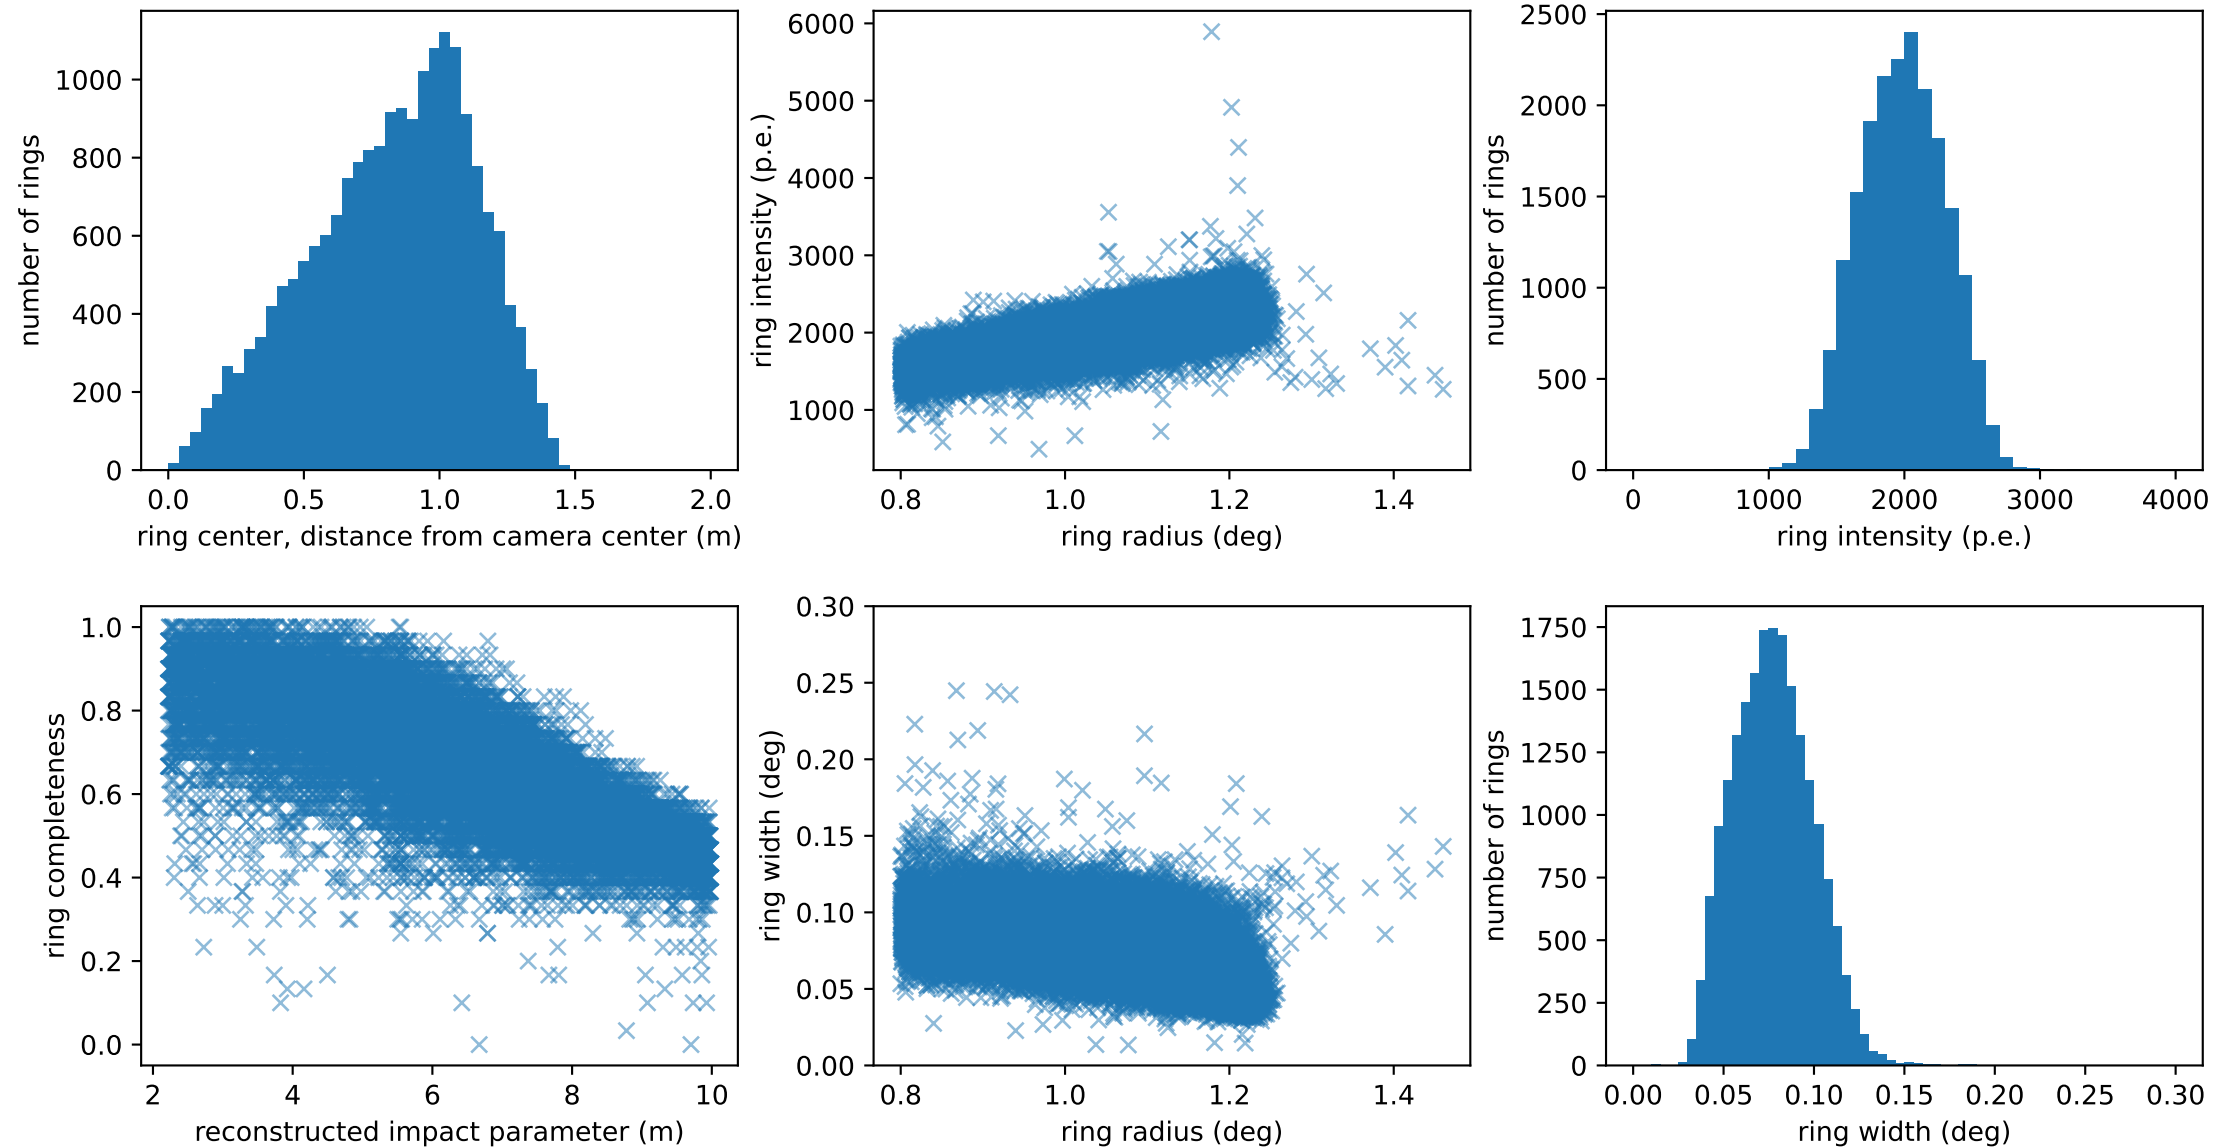 1000
800
600
400
200
0
number of rings
0.0 0.5 1.0 1.5 2.0
ring center, distance from camera center (m)
6000
5000
4000
3000
2000
1000
ring intensity (p.e.)
0.8 1.0 1.2 1.4
ring radius (deg)
2500
2000
1500
1000
500
0
number of rings
0 1000 2000 3000 4000
ring intensity (p.e.)
1.0
0.8
0.6
0.4
0.2
0.0
ring completeness
2 4 6 8 10
reconstructed impact parameter (m)
0.30
0.25
0.20
0.15
0.10
0.05
0.00
ring width (deg)
0.8 1.0 1.2 1.4
ring radius (deg)
1750
1500
1250
1000
750
500
250
0
number of rings
0.00 0.05 0.10 0.15 0.20 0.25 0.30
ring width (deg)